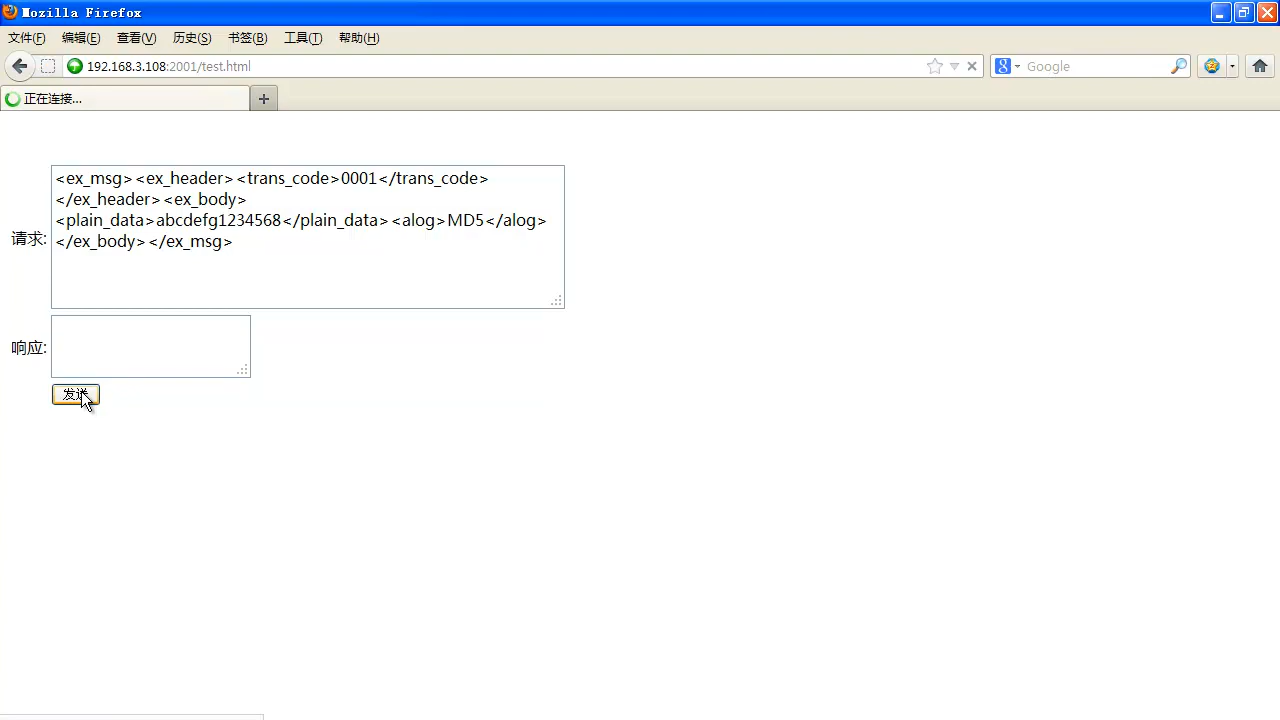 Mozilla Firefox
文件(F) 编辑(E) 查看(V) 历史(S) 书签(B) 工具(T) 帮助(H)
192.168.3.108:2001/test.html
Google
正在连接...
请求:
<ex_msg><ex_header><trans_code>0001</trans_code>
</ex_header><ex_body>
<plain_data>abcdefg1234568</plain_data><alog>MD5</alog>
</ex_body></ex_msg>
响应:
发送